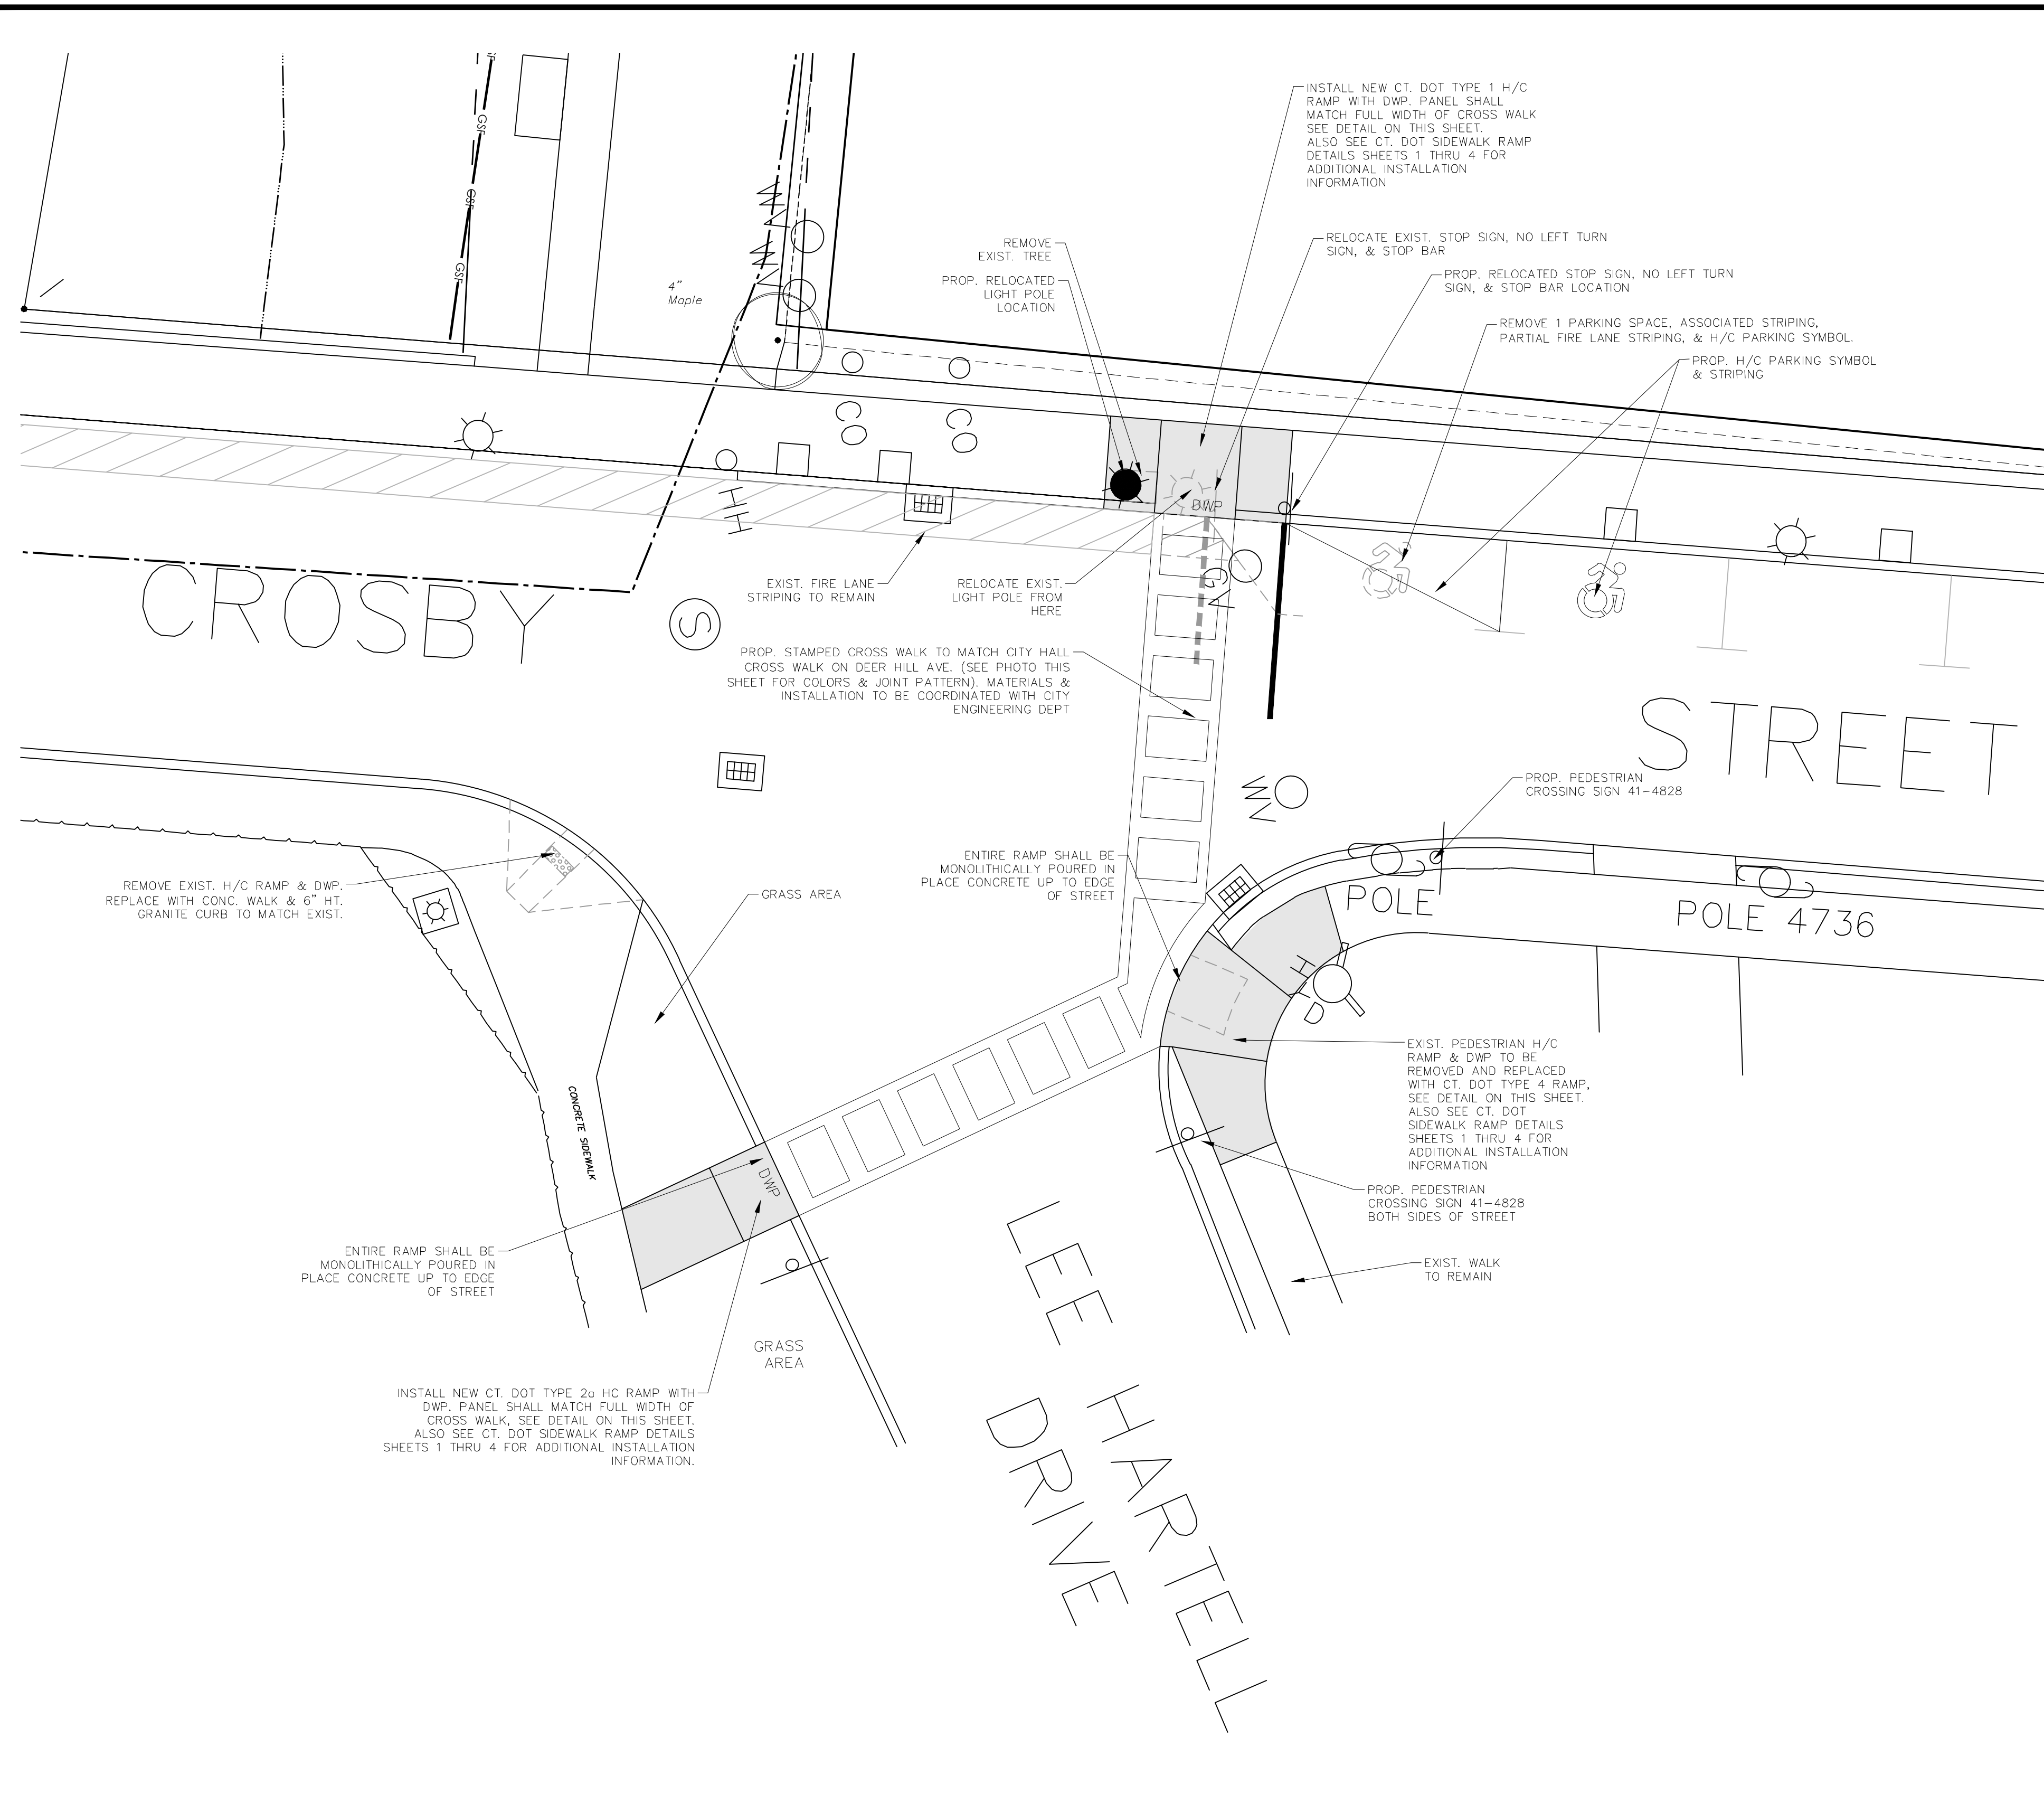 GSF
GSF
GSF
GSF
INSTALL NEW CT. DOT TYPE 1 H/C
RAMP WITH DWP. PANEL SHALL
MATCH FULL WIDTH OF CROSS WALK
SEE DETAIL ON THIS SHEET.
ALSO SEE CT. DOT SIDEWALK RAMP
DETAILS SHEETS 1 THRU 4 FOR
ADDITIONAL INSTALLATION
INFORMATION
WV
WV
REMOVE
EXIST. TREE
PROP. RELOCATED
LIGHT POLE
LOCATION
RELOCATE EXIST. STOP SIGN, NO LEFT TURN
SIGN, & STOP BAR
PROP. RELOCATED STOP SIGN, NO LEFT TURN
SIGN, & STOP BAR LOCATION
4"
Maple
REMOVE 1 PARKING SPACE, ASSOCIATED STRIPING,
PARTIAL FIRE LANE STRIPING, & H/C PARKING SYMBOL.
PROP. H/C PARKING SYMBOL
& STRIPING
CO
CO
HH
DWP
GV
CROSBY
S
EXIST. FIRE LANE
STRIPING TO REMAIN
RELOCATE EXIST.
LIGHT POLE FROM
HERE
PROP. STAMPED CROSS WALK TO MATCH CITY HALL
CROSS WALK ON DEER HILL AVE. (SEE PHOTO THIS
SHEET FOR COLORS & JOINT PATTERN). MATERIALS &
INSTALLATION TO BE COORDINATED WITH CITY
ENGINEERING DEPT
STREET
WV
PROP. PEDESTRIAN
CROSSING SIGN 41-4828
ENTIRE RAMP SHALL BE
MONOLITHICALLY POURED IN
PLACE CONCRETE UP TO EDGE
OF STREET
REMOVE EXIST. H/C RAMP & DWP.
REPLACE WITH CONC. WALK & 6" HT.
GRANITE CURB TO MATCH EXIST.
GRASS AREA
POLE
POLE 4736
HYD
EXIST. PEDESTRIAN H/C
RAMP & DWP TO BE
REMOVED AND REPLACED
WITH CT. DOT TYPE 4 RAMP,
SEE DETAIL ON THIS SHEET.
ALSO SEE CT. DOT
SIDEWALK RAMP DETAILS
SHEETS 1 THRU 4 FOR
ADDITIONAL INSTALLATION
INFORMATION
CONCRETE SIDEWALK
DWP
PROP. PEDESTRIAN
CROSSING SIGN 41-4828
BOTH SIDES OF STREET
ENTIRE RAMP SHALL BE
MONOLITHICALLY POURED IN
PLACE CONCRETE UP TO EDGE
OF STREET
EXIST. WALK
TO REMAIN
GRASS
AREA
INSTALL NEW CT. DOT TYPE 2a HC RAMP WITH
DWP. PANEL SHALL MATCH FULL WIDTH OF
CROSS WALK, SEE DETAIL ON THIS SHEET.
ALSO SEE CT. DOT SIDEWALK RAMP DETAILS
SHEETS 1 THRU 4 FOR ADDITIONAL INSTALLATION
INFORMATION.
LEE HARTELL
DRIVE